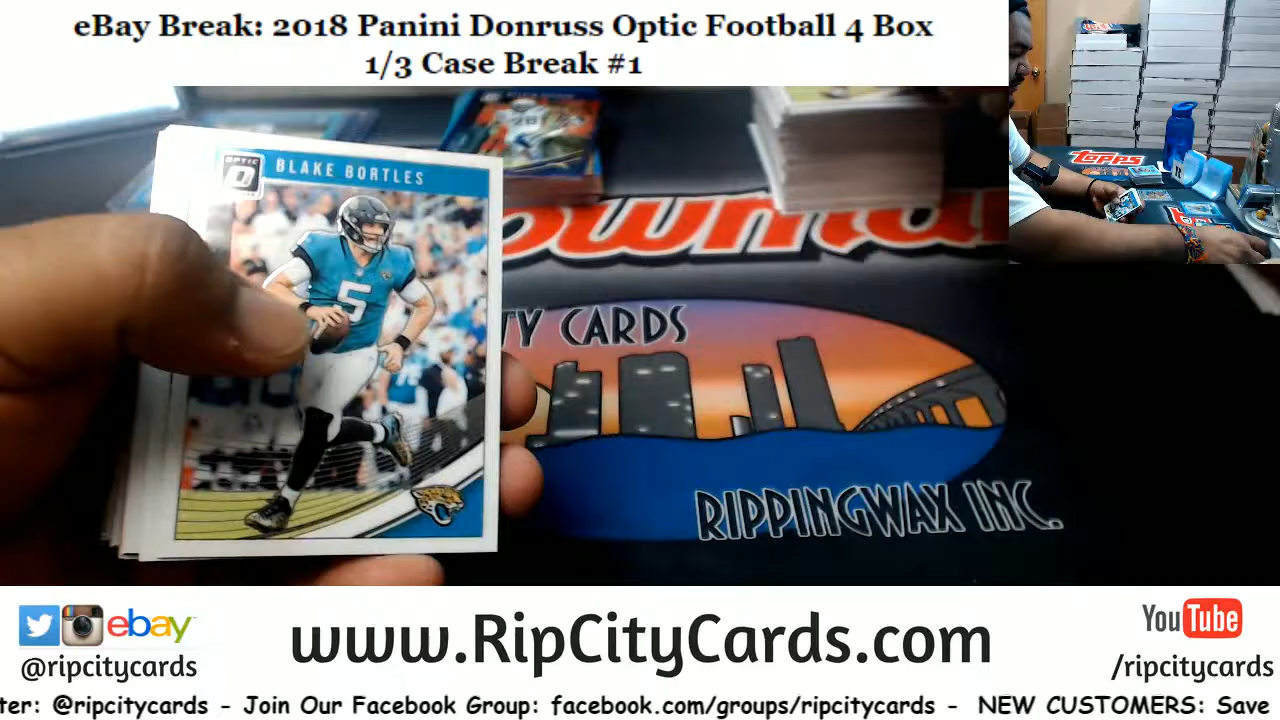 eBay Break: 2018 Panini Donruss Optic Football 4 Box
1/3 Case Break #1
OPTIC
BLAKE BORTLES
5
TOPPS
TY CARDS
RIPPINGWAX INC.
ebay
@ripcitycards
www.RipCityCards.com
YouTube
/ripcitycards
ter: @ripcitycards - Join Our Facebook Group: facebook.com/groups/ripcitycards - NEW CUSTOMERS: Save